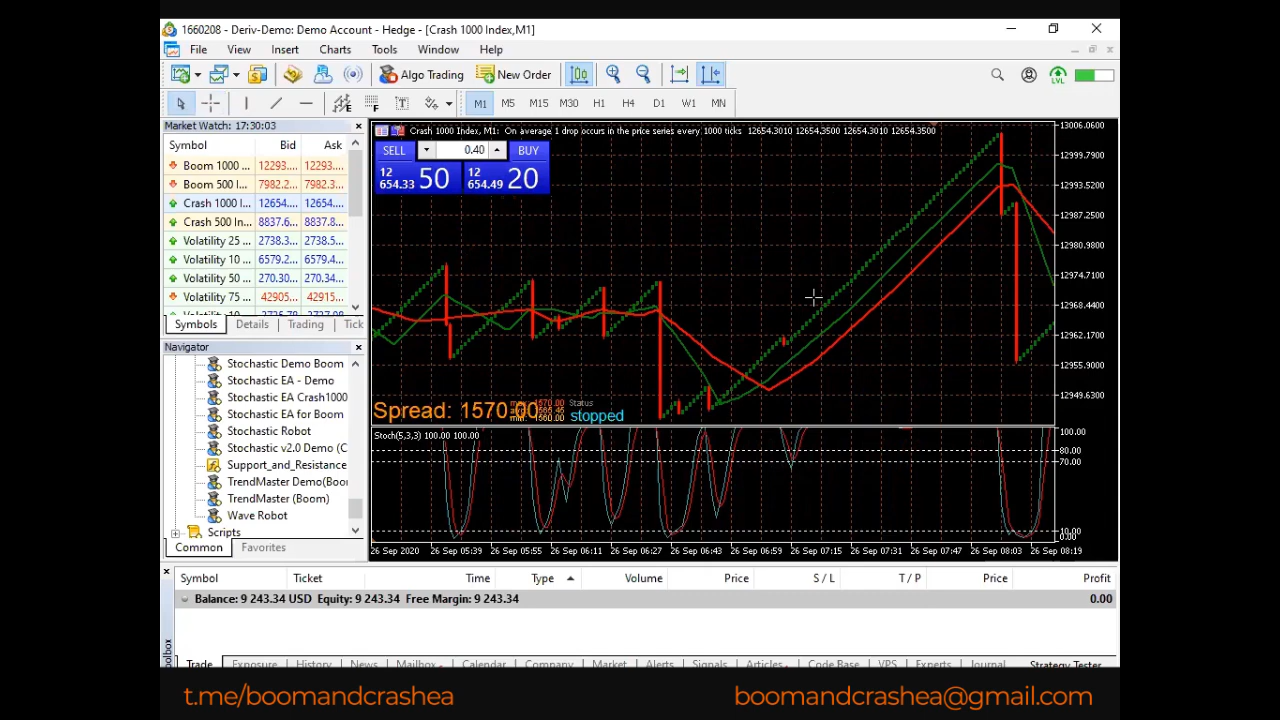 1660208 - Deriv-Demo: Demo Account - Hedge - [Crash 1000 Index,M1]
File View Insert Charts Tools Window Help
Algo Trading New Order
LVL
E F T M1 M5 M15 M30 H1 H4 D1 W1 MN
Market Watch: 17:30:03
Symbol Bid Ask
Boom 1000 ... 12293.... 12293....
Boom 500 In... 7982.2... 7982.3...
Crash 1000 I... 12654.... 12654....
Crash 500 In... 8837.6... 8837.8...
Volatility 25 ... 2738.3... 2738.5...
Volatility 10 ... 6579.2... 6579.4...
Volatility 50 ... 270.30... 270.34...
Volatility 75 ... 42905... 42915...
Symbols Details Trading Tick
Navigator
Stochastic Demo Boom
Stochastic EA - Demo
Stochastic EA Crash1000
Stochastic EA for Boom
Stochastic Robot
Stochastic v2.0 Demo (C
Support_and_Resistance
TrendMaster Demo(Boo
TrendMaster (Boom)
Wave Robot
Scripts
Common Favorites
Crash 1000 Index, M1: On average 1 drop occurs in the price series every 1000 ticks 12654.3010 12654.3500 12654.3010 12654.3500
SELL 0.40 BUY
12 654.33 50 12 654.49 20
13006.0600
12999.7900
12993.5200
12987.2500
12980.9800
12974.7100
12968.4400
12962.1700
12955.9000
12949.6300
Spread: 1570.00
Status
stopped
Stoch(5,3,3) 100.00 100.00
100.00
80.00
70.00
10.00
0.00
26 Sep 2020 26 Sep 05:39 26 Sep 05:55 26 Sep 06:11 26 Sep 06:27 26 Sep 06:43 26 Sep 06:59 26 Sep 07:15 26 Sep 07:31 26 Sep 07:47 26 Sep 08:03 26 Sep 08:19
Symbol Ticket Time Type Volume Price S / L T / P Price Profit
Balance: 9 243.34 USD Equity: 9 243.34 Free Margin: 9 243.34 0.00
Trade Exposure History News Mailbox Calendar Company Market Alerts Signals Articles Code Base VPS Experts Journal Strategy Tester
t.me/boomandcrashea boomandcrashea@gmail.com